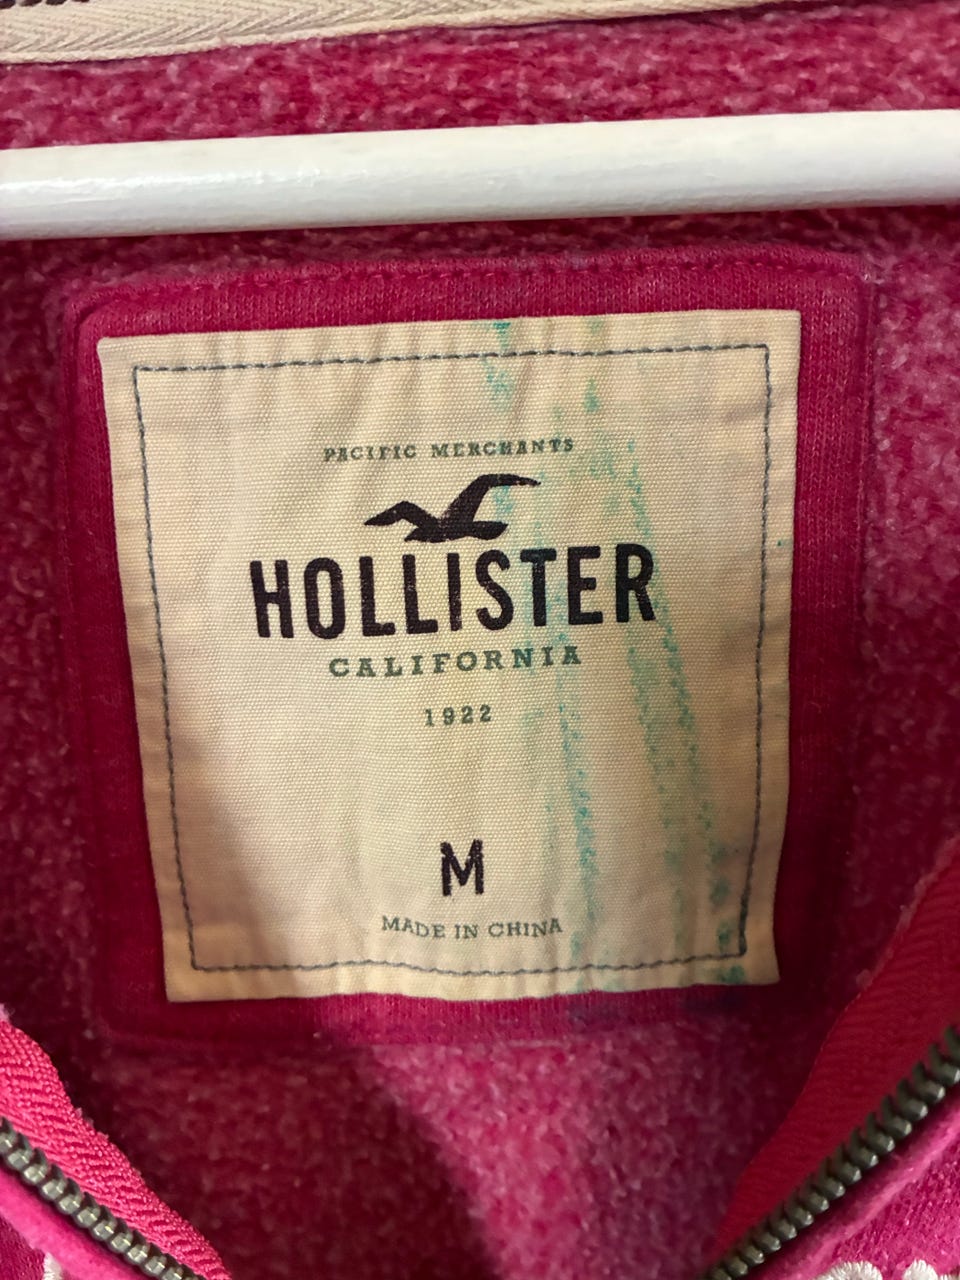 PACIFIC MERCHANTS
HOLLISTER
CALIFORNIA
1922
M
MADE IN CHINA